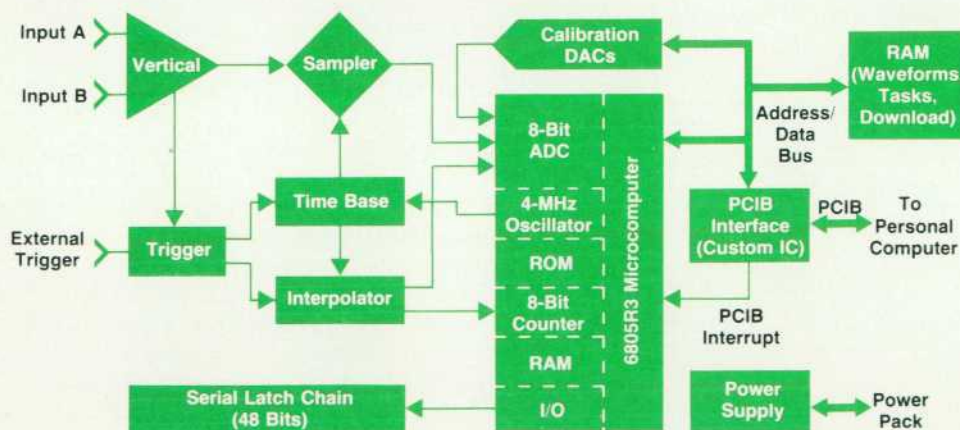 Input A
Input B
Vertical
Sampler
Calibration
DACs
RAM
(Waveforms
Tasks,
Download)
Address/
Data
Bus
8-Bit
ADC
4-MHz
Oscillator
ROM
8-Bit
Counter
RAM
I/O
6805R3 Microcomputer
Time Base
External
Trigger
Trigger
Interpolator
PCIB
Interface
(Custom IC)
PCIB
To
Personal
Computer
PCIB
Interrupt
Serial Latch Chain
(48 Bits)
Power
Supply
Power
Pack